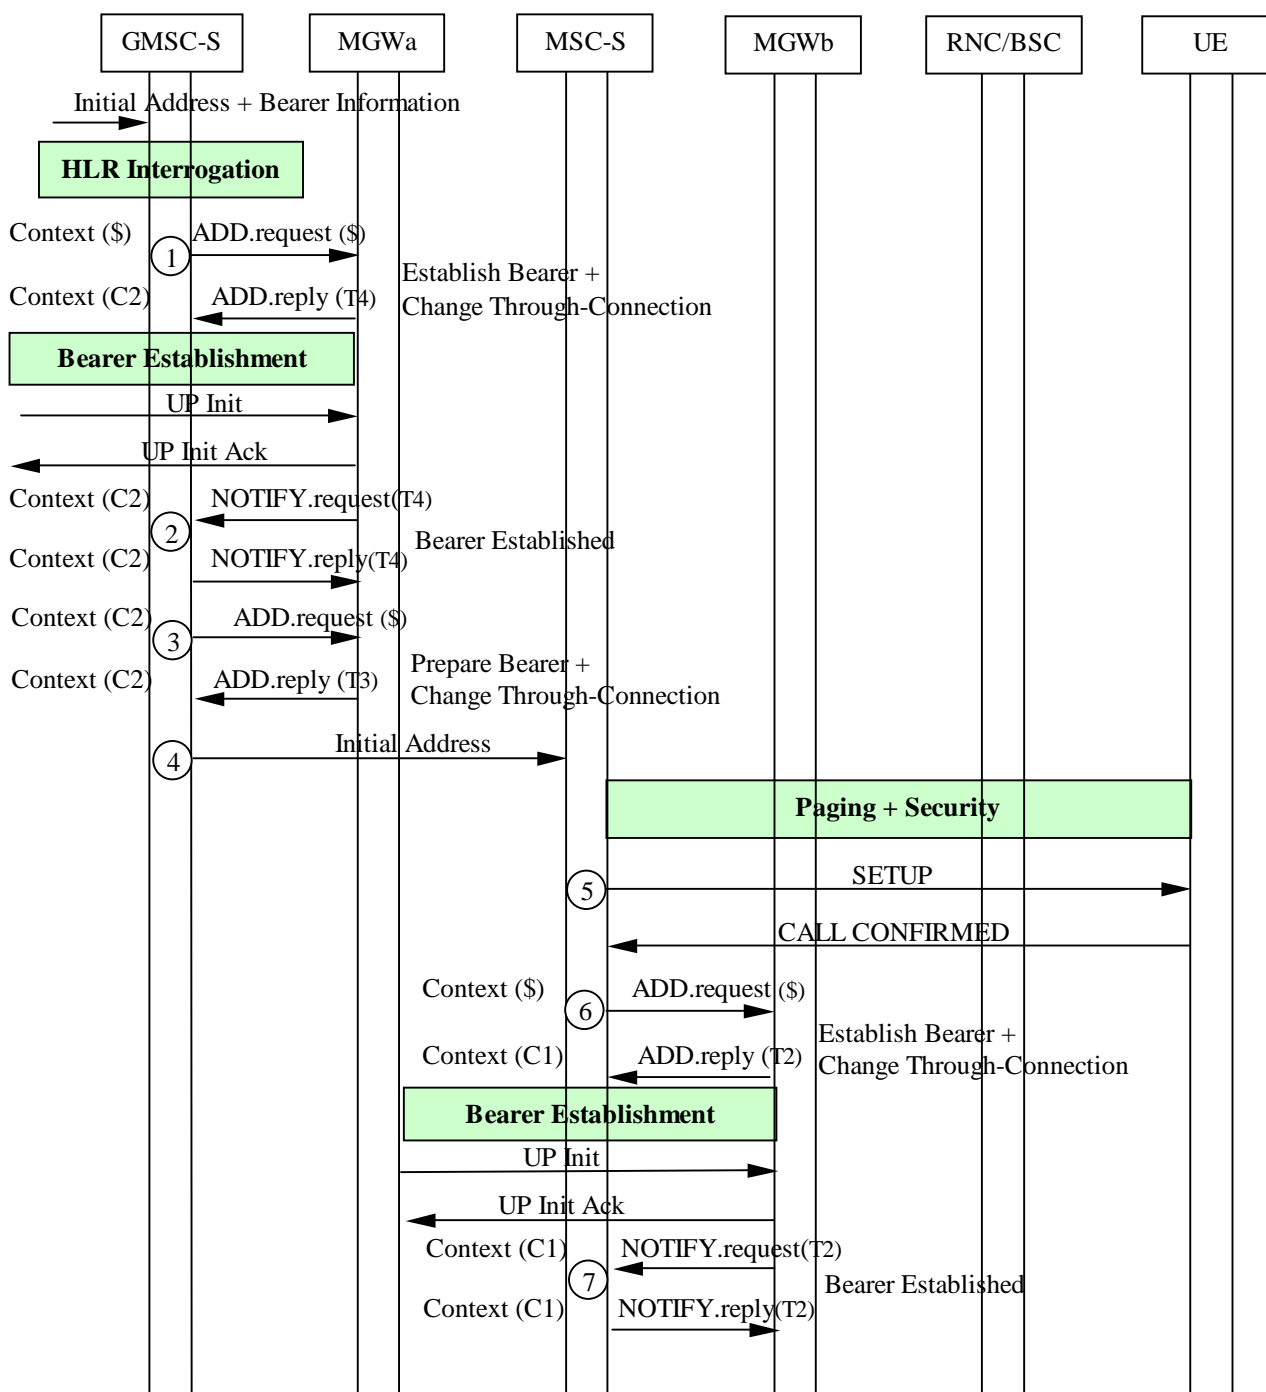 GMSC-S
MGWa
MSC-S
MGWb
RNC/BSC
UE
Initial Address + Bearer Information
HLR Interrogation
Context ($)
1
ADD.request ($)
Establish Bearer +
Change Through-Connection
Context (C2)
ADD.reply (T4)
Bearer Establishment
UP Init
UP Init Ack
Context (C2)
NOTIFY.request(T4)
2
Bearer Established
Context (C2)
NOTIFY.reply(T4)
Context (C2)
3
ADD.request ($)
Prepare Bearer +
Change Through-Connection
Context (C2)
ADD.reply (T3)
4
Initial Address
Paging + Security
5
SETUP
CALL CONFIRMED
Context ($)
6
ADD.request ($)
Establish Bearer +
Change Through-Connection
Context (C1)
ADD.reply (T2)
Bearer Establishment
UP Init
UP Init Ack
Context (C1)
NOTIFY.request(T2)
7
Bearer Established
Context (C1)
NOTIFY.reply(T2)